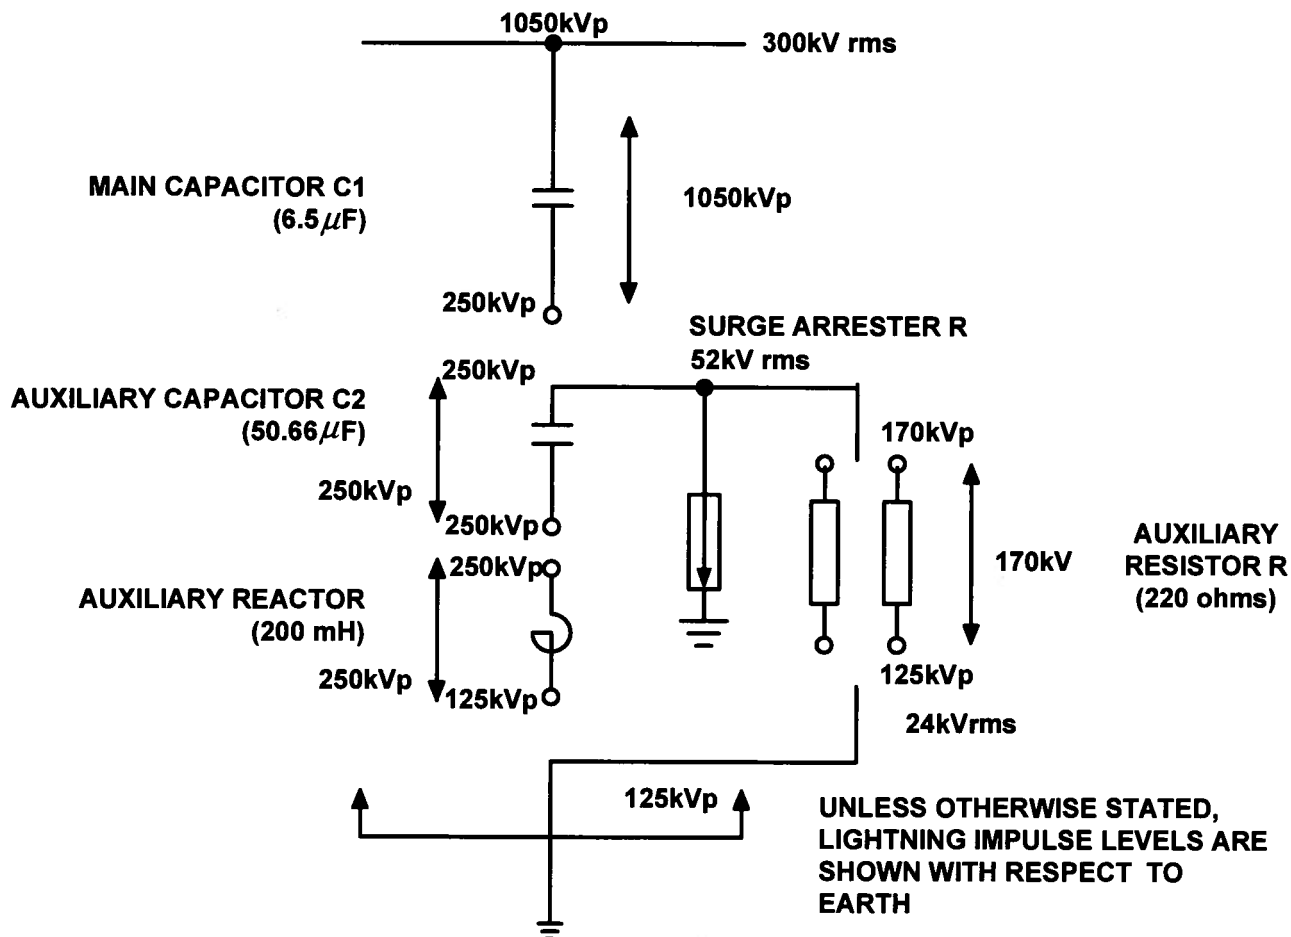 1050kVp
300kV rms
MAIN CAPACITOR C1
(6.5μF)
1050kVp
250kVp
SURGE ARRESTER R
52kV rms
250kVp
AUXILIARY CAPACITOR C2
(50.66μF)
170kVp
250kVp
250kVp
250kVp
170kV
AUXILIARY
RESISTOR R
(220 ohms)
AUXILIARY REACTOR
(200 mH)
250kVp
125kVp
125kVp
24kVrms
125kVp
UNLESS OTHERWISE STATED,
LIGHTNING IMPULSE LEVELS ARE
SHOWN WITH RESPECT TO
EARTH